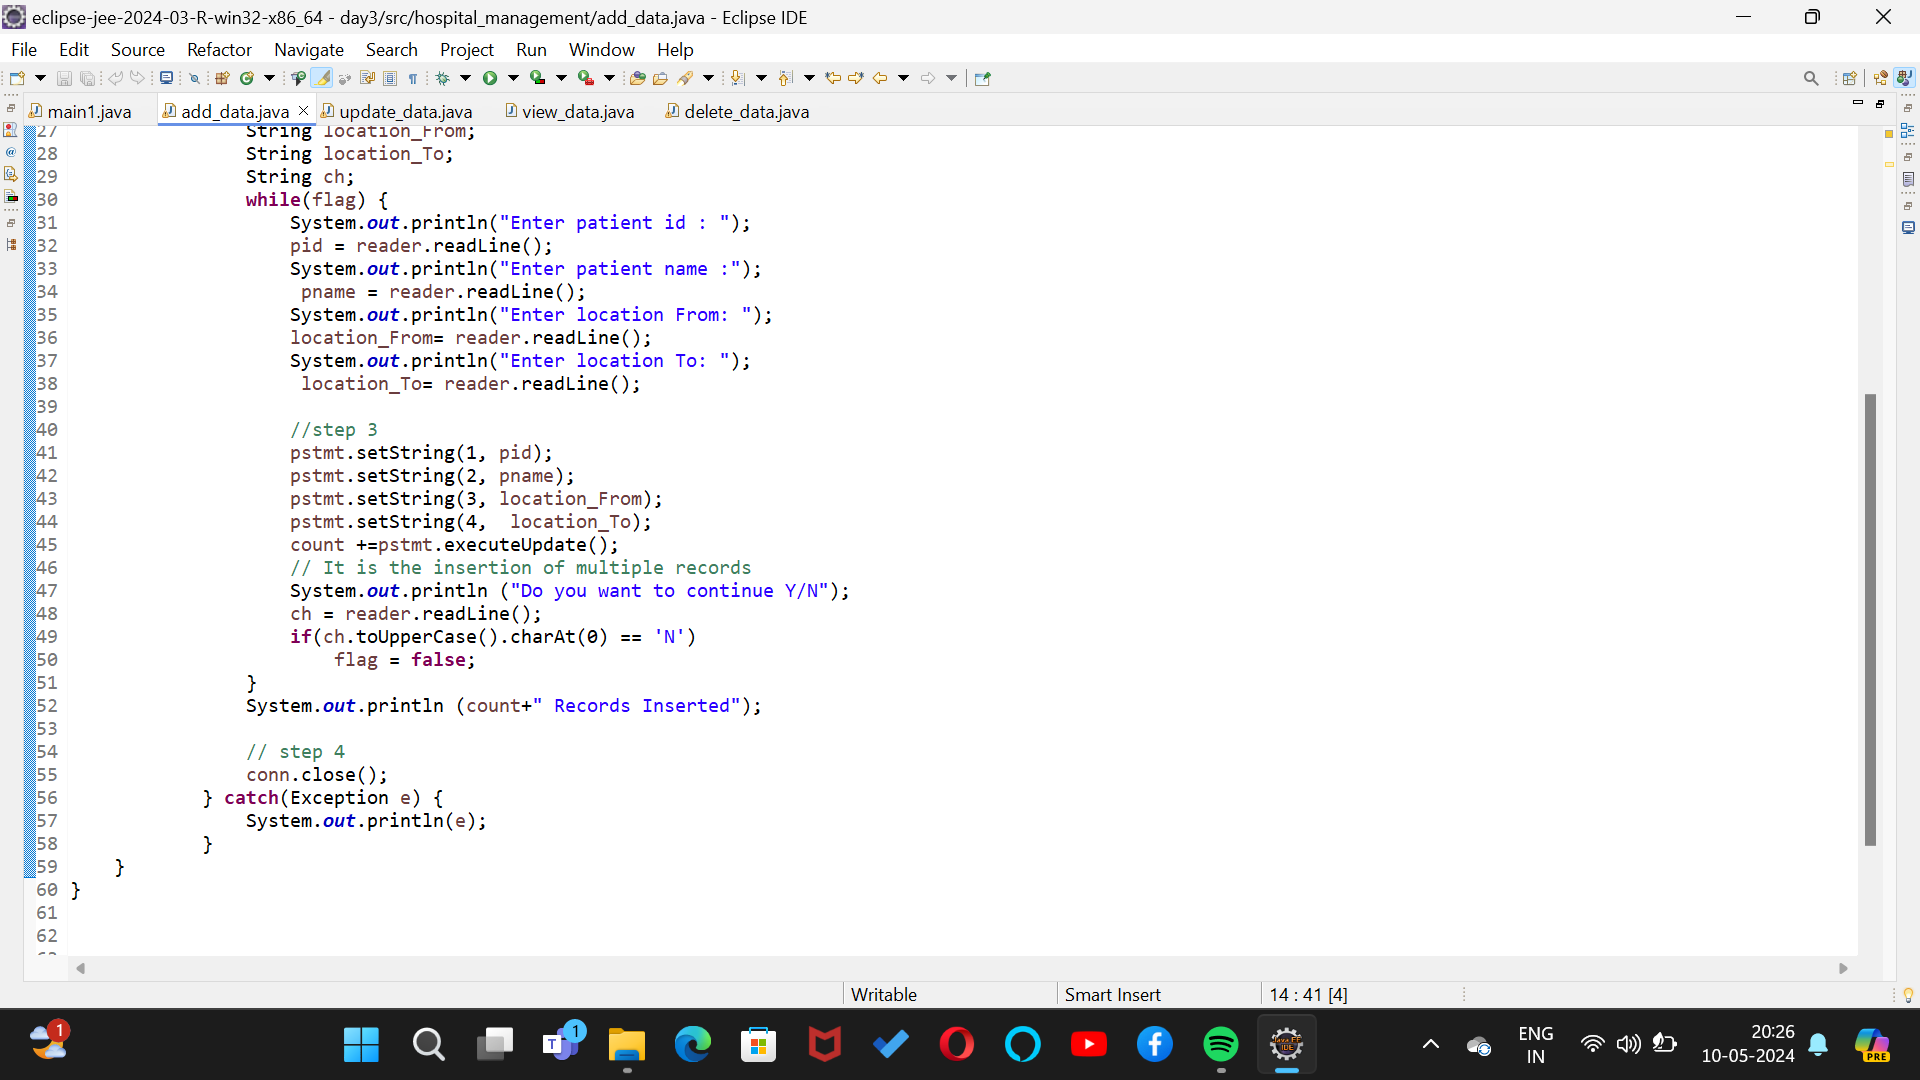 eclipse-jee-2024-03-R-win32-x86_64 - day3/src/hospital_management/add_data.java - Eclipse IDE
File Edit Source Refactor Navigate Search Project Run Window Help
main1.java add_data.java update_data.java view_data.java delete_data.java
27 String location_From;
28 String location_To;
29 String ch;
30 while(flag) {
31 System.out.println("Enter patient id : ");
32 pid = reader.readLine();
33 System.out.println("Enter patient name :");
34 pname = reader.readLine();
35 System.out.println("Enter location From: ");
36 location_From= reader.readLine();
37 System.out.println("Enter location To: ");
38 location_To= reader.readLine();
39
40 //step 3
41 pstmt.setString(1, pid);
42 pstmt.setString(2, pname);
43 pstmt.setString(3, location_From);
44 pstmt.setString(4,  location_To);
45 count +=pstmt.executeUpdate();
46 // It is the insertion of multiple records
47 System.out.println ("Do you want to continue Y/N");
48 ch = reader.readLine();
49 if(ch.toUpperCase().charAt(0) == 'N')
50 flag = false;
51 }
52 System.out.println (count+" Records Inserted");
53
54 // step 4
55 conn.close();
56 } catch(Exception e) {
57 System.out.println(e);
58 }
59 }
60 }
61
62
Writable Smart Insert 14 : 41 [4]
1 1 ENG 20:26
IN 10-05-2024 PRE